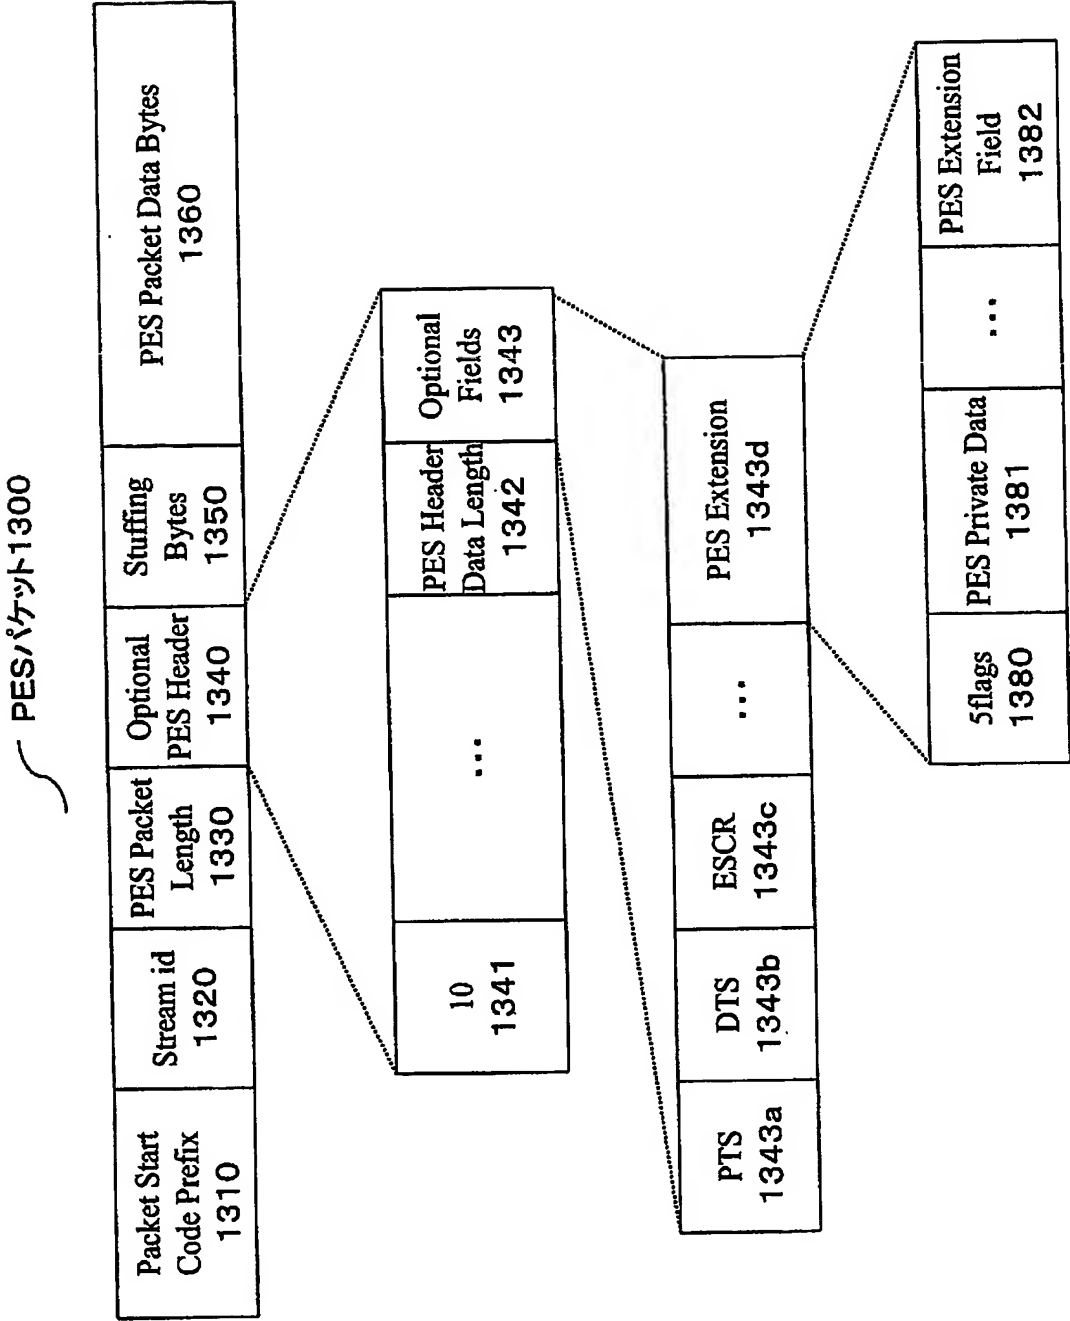 PESパケット1300
Packet Start
Code Prefix
1310
Stream id
1320
PES Packet
Length
1330
Optional
PES Header
1340
Stuffing
Bytes
1350
PES Packet Data Bytes
1360
10
1341
...
PES Header
Data Length
1342
Optional
Fields
1343
PTS
1343a
DTS
1343b
ESCR
1343c
...
PES Extension
1343d
5flags
1380
PES Private Data
1381
...
PES Extension
Field
1382